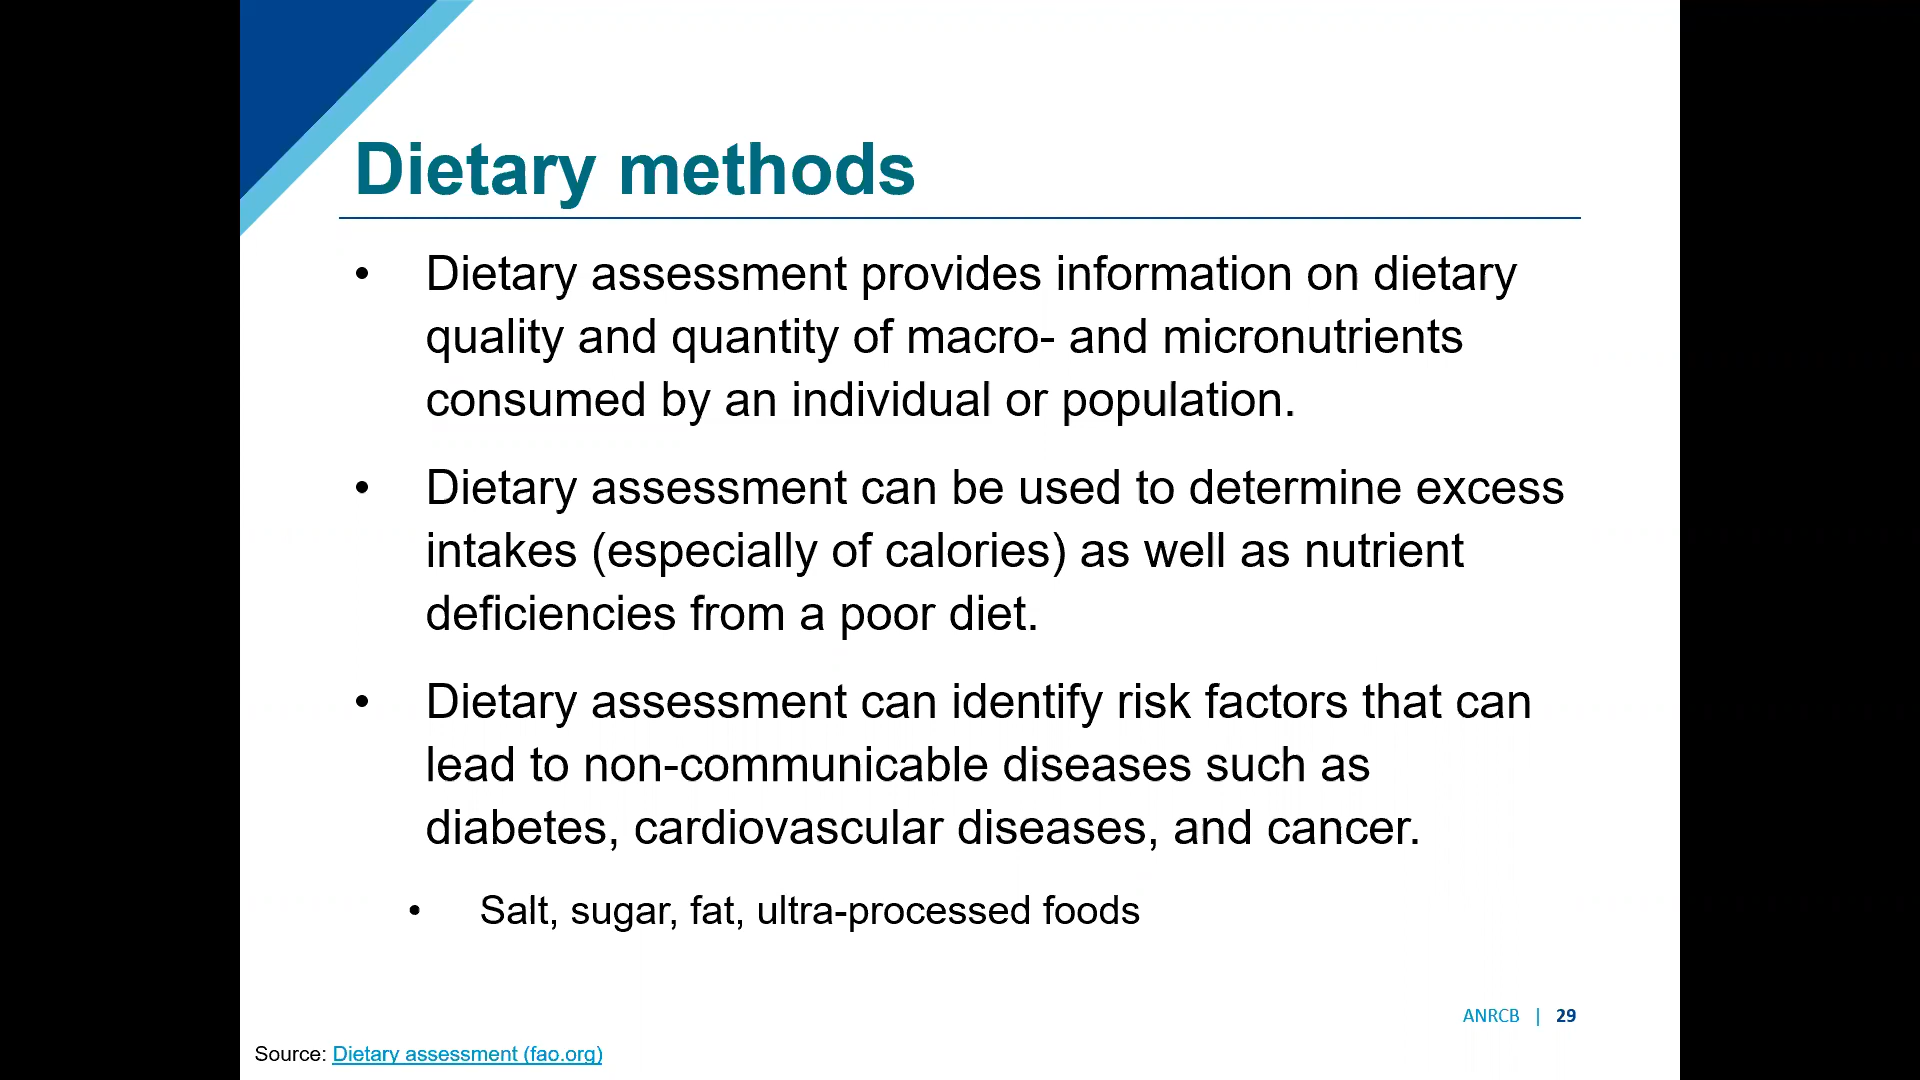 Dietary methods
• Dietary assessment provides information on dietary
quality and quantity of macro- and micronutrients
consumed by an individual or population.
• Dietary assessment can be used to determine excess
intakes (especially of calories) as well as nutrient
deficiencies from a poor diet.
• Dietary assessment can identify risk factors that can
lead to non-communicable diseases such as
diabetes, cardiovascular diseases, and cancer.
• Salt, sugar, fat, ultra-processed foods
ANRCB | 29
Source: Dietary assessment (fao.org)